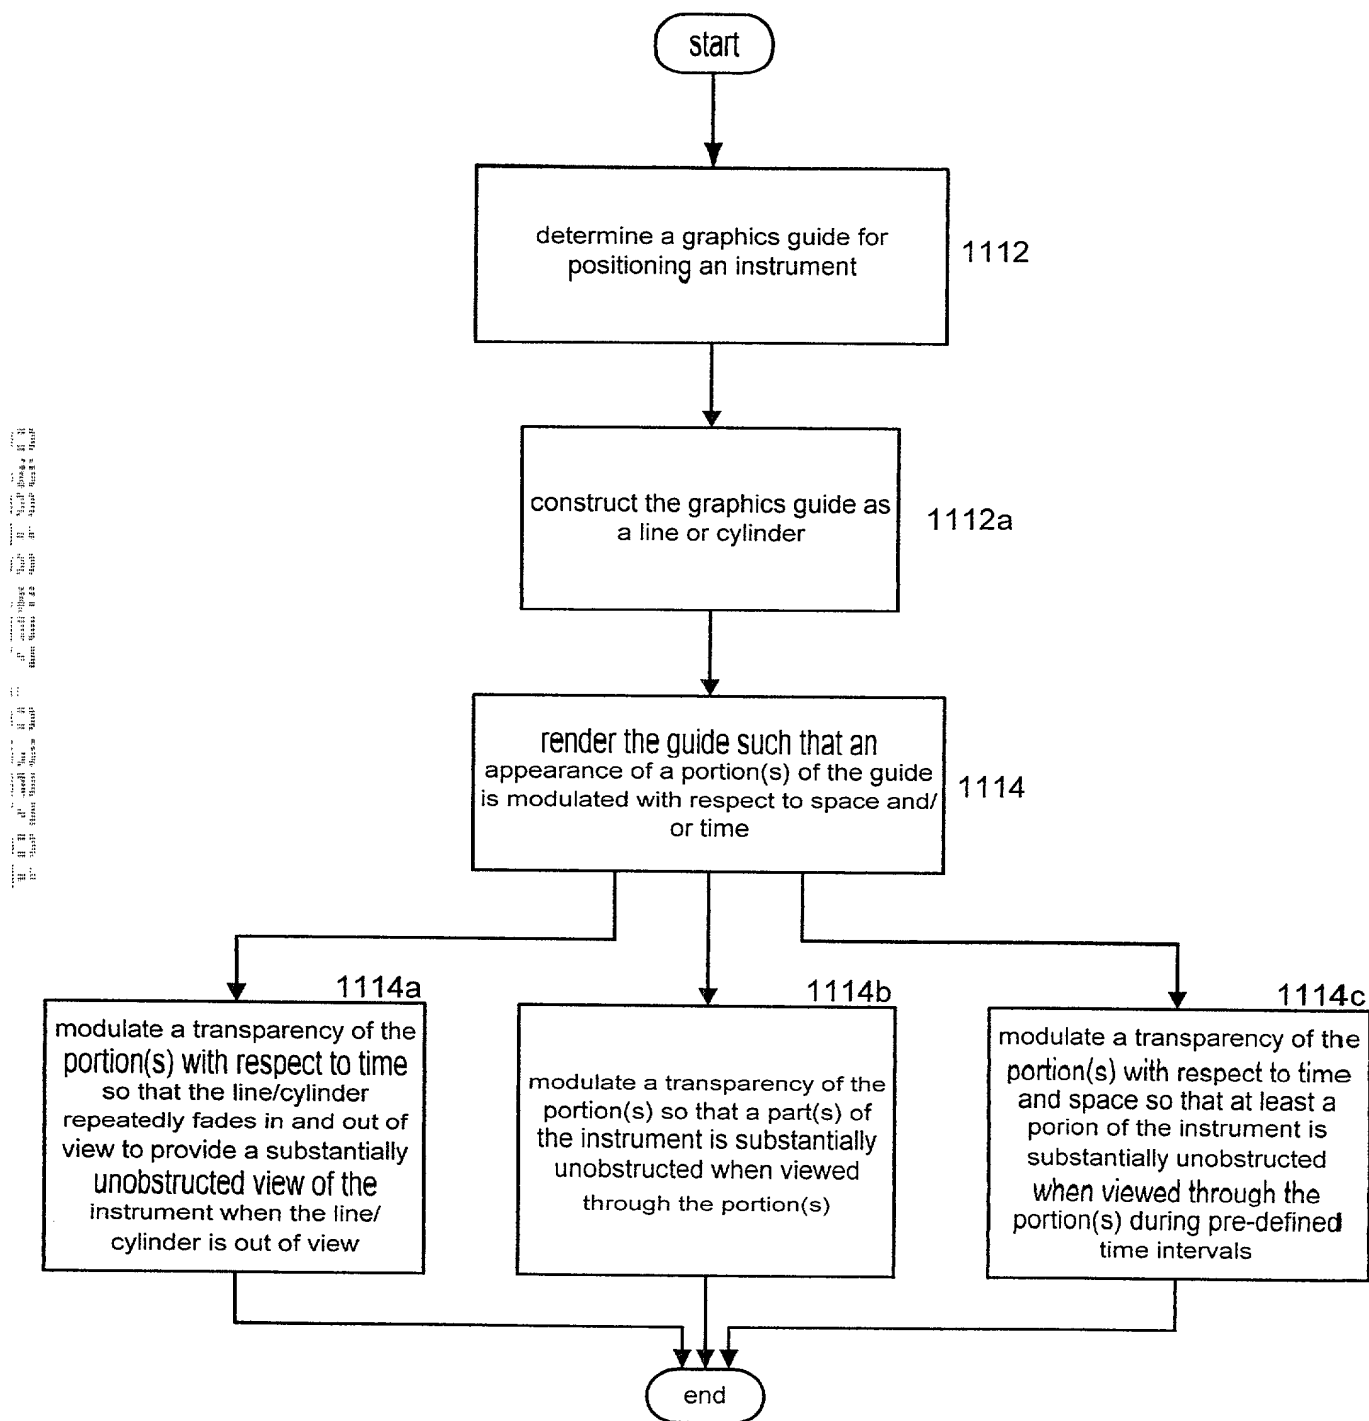 start
determine a graphics guide for
positioning an instrument
1112
construct the graphics guide as
a line or cylinder
1112a
render the guide such that an
appearance of a portion(s) of the guide
is modulated with respect to space and/
or time
1114
1114a
modulate a transparency of the
portion(s) with respect to time
so that the line/cylinder
repeatedly fades in and out of
view to provide a substantially
unobstructed view of the
instrument when the line/
cylinder is out of view
1114b
modulate a transparency of the
portion(s) so that a part(s) of
the instrument is substantially
unobstructed when viewed
through the portion(s)
1114c
modulate a transparency of the
portion(s) with respect to time
and space so that at least a
porion of the instrument is
substantially unobstructed
when viewed through the
portion(s) during pre-defined
time intervals
end